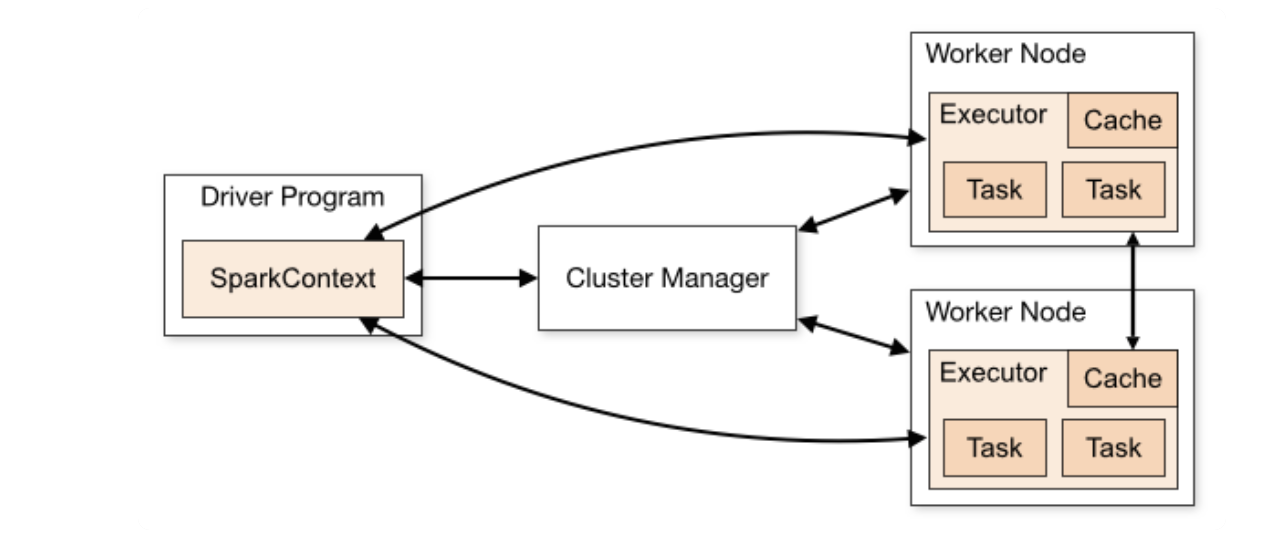 Worker Node
Executor
Cache
Task
Task
Driver Program
SparkContext
Cluster Manager
Worker Node
Executor
Cache
Task
Task